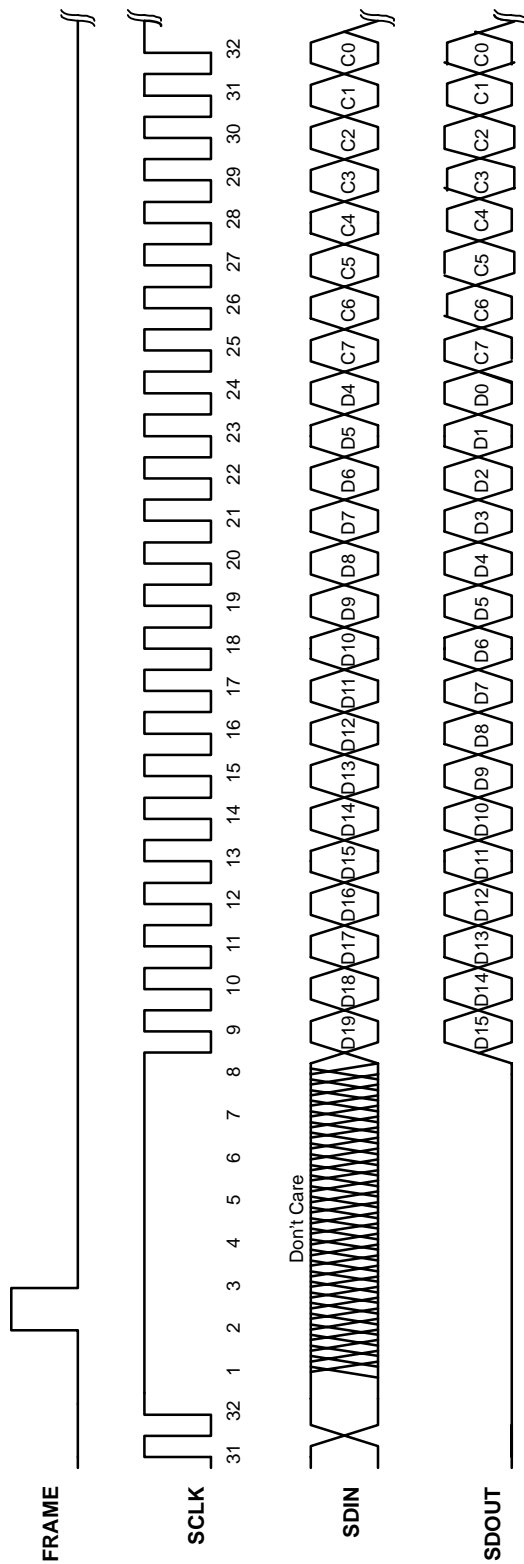 FRAME
SCLK
31 32 1 2 3 4 5 6 7 8 9 10 11 12 13 14 15 16 17 18 19 20 21 22 23 24 25 26 27 28 29 30 31 32
Don't Care
SDIN D19 D18 D17 D16 D15 D14 D13 D12 D11 D10 D9 D8 D7 D6 D5 D4 C7 C6 C5 C4 C3 C2 C1 C0
SDOUT D15 D14 D13 D12 D11 D10 D9 D8 D7 D6 D5 D4 D3 D2 D1 D0 C7 C6 C5 C4 C3 C2 C1 C0